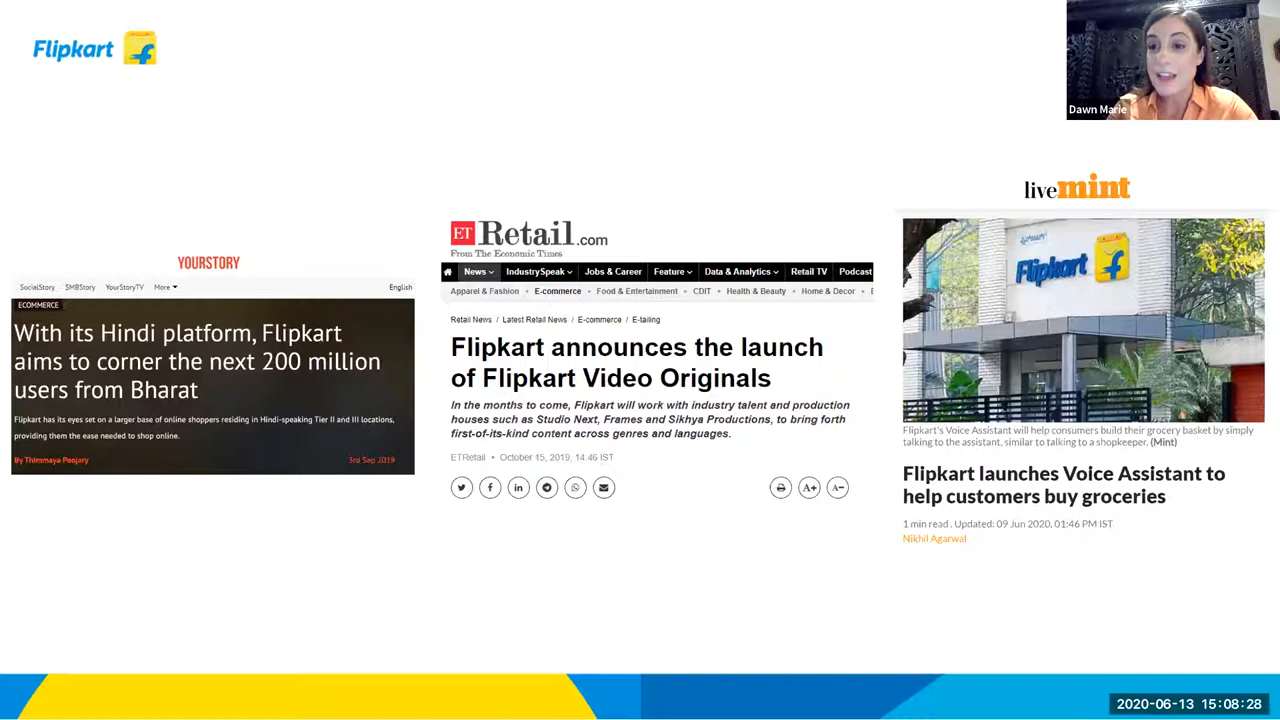 Flipkart
Dawn Marie
YOURSTORY
SocialStory SMBStory YourStoryTV More English
ECOMMERCE
With its Hindi platform, Flipkart
aims to corner the next 200 million
users from Bharat
Flipkart has its eyes set on a larger base of online shoppers residing in Hindi-speaking Tier II and III locations,
providing them the ease needed to shop online.
By Thimmaya Poojary 3rd Sep 2019
ET Retail.com
From The Economic Times
News IndustrySpeak Jobs & Career Feature Data & Analytics Retail TV Podcast
Apparel & Fashion E-commerce Food & Entertainment CDIT Health & Beauty Home & Decor
Retail News / Latest Retail News / E-commerce / E-tailing
Flipkart announces the launch
of Flipkart Video Originals
In the months to come, Flipkart will work with industry talent and production
houses such as Studio Next, Frames and Sikhya Productions, to bring forth
first-of-its-kind content across genres and languages.
ETRetail • October 15, 2019, 14:46 IST
A+ A-
livemint
Flipkart
Flipkart's Voice Assistant will help consumers build their grocery basket by simply
talking to the assistant, similar to talking to a shopkeeper. (Mint)
Flipkart launches Voice Assistant to
help customers buy groceries
1 min read . Updated: 09 Jun 2020, 01:46 PM IST
Nikhil Agarwal
2020-06-13 15:08:28